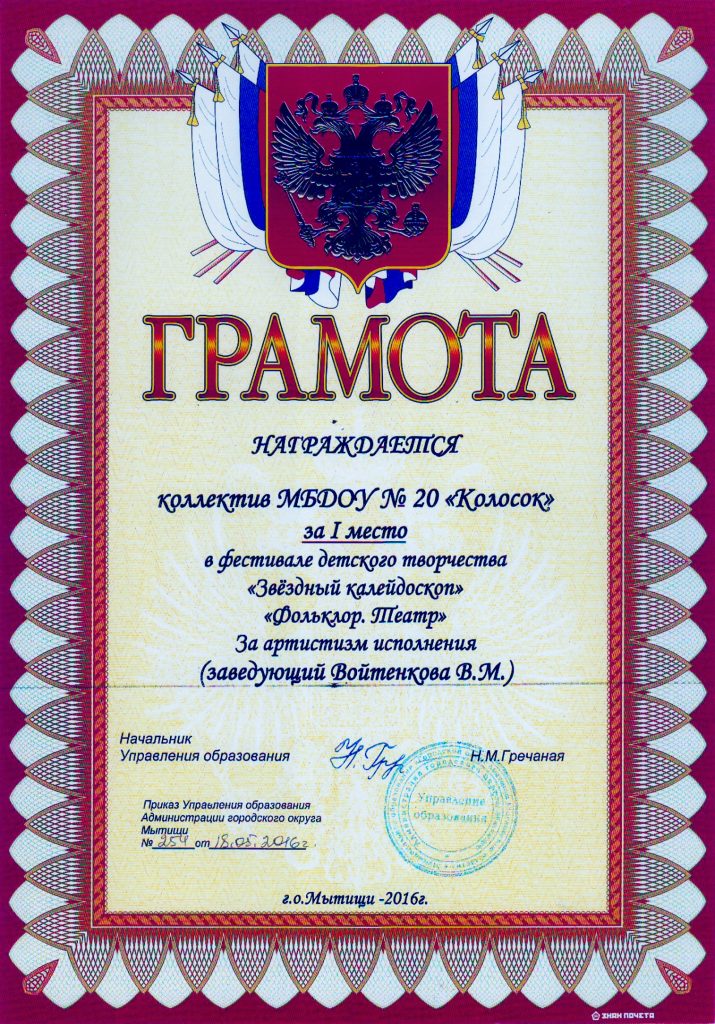 ГРАМОТА
НАГРАЖДАЕТСЯ
коллектив МБДОУ № 20 «Колосок»
за I место
в фестивале детского творчества
«Звёздный калейдоскоп»
«Фольклор. Театр»
За артистизм исполнения
(заведующий Войтенкова В.М.)
Начальник
Управления образования
Н.М.Гречаная
Управление
образования
Приказ Управления образования
Администрации городского округа
Мытищи
№ 254 от 18.05.2016г.
г.о.Мытищи -2016г.
ЗНАК ПОЧЕТА